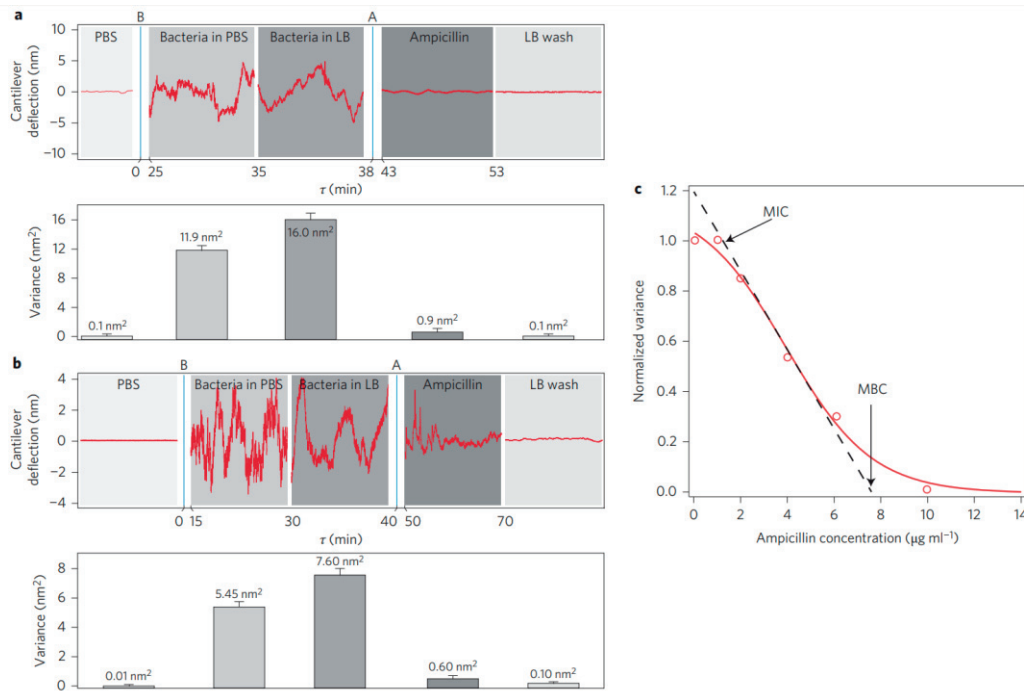 a
B
A
10
PBS
Bacteria in PBS
Bacteria in LB
Ampicillin
LB wash
5
0
−5
−10
Cantilever
deflection (nm)
0
25
35
38
43
53
τ (min)
16
12
8
4
0
Variance (nm²)
0.1 nm²
11.9 nm²
16.0 nm²
0.9 nm²
0.1 nm²
b
B
A
4
PBS
Bacteria in PBS
Bacteria in LB
Ampicillin
LB wash
2
0
−2
−4
Cantilever
deflection (nm)
0
15
30
40
50
70
τ (min)
8
6
4
2
0
Variance (nm²)
0.01 nm²
5.45 nm²
7.60 nm²
0.60 nm²
0.10 nm²
c
1.2
1.0
0.8
0.6
0.4
0.2
0.0
Normalized variance
MIC
MBC
0
2
4
6
8
10
12
14
Ampicillin concentration (μg ml⁻¹)